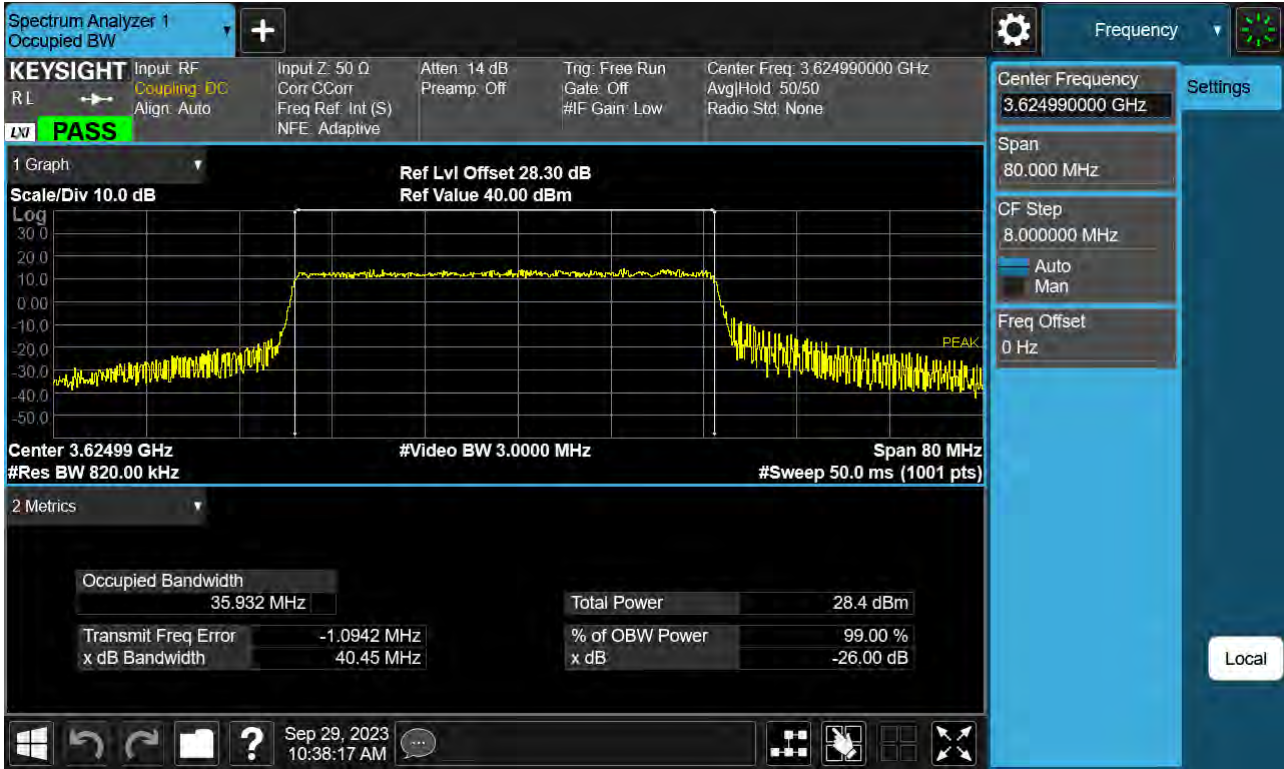 Spectrum Analyzer 1
Occupied BW
+
Frequency
KEYSIGHT
R L
LXI PASS
Input: RF
Coupling: DC
Align: Auto
Input Z: 50 Ω
Corr CCorr
Freq Ref: Int (S)
NFE: Adaptive
Atten: 14 dB
Preamp: Off
Trig: Free Run
Gate: Off
#IF Gain: Low
Center Freq: 3.624990000 GHz
Avg|Hold: 50/50
Radio Std: None
1 Graph
Scale/Div 10.0 dB
Ref Lvl Offset 28.30 dB
Ref Value 40.00 dBm
Log
30.0
20.0
10.0
0.00
-10.0
-20.0
-30.0
-40.0
-50.0
PEAK
Center 3.62499 GHz
#Res BW 820.00 kHz
#Video BW 3.0000 MHz
Span 80 MHz
#Sweep 50.0 ms (1001 pts)
2 Metrics
Occupied Bandwidth
35.932 MHz
Transmit Freq Error -1.0942 MHz
x dB Bandwidth 40.45 MHz
Total Power 28.4 dBm
% of OBW Power 99.00 %
x dB -26.00 dB
Center Frequency
3.624990000 GHz
Settings
Span
80.000 MHz
CF Step
8.000000 MHz
Auto
Man
Freq Offset
0 Hz
Local
?
Sep 29, 2023
10:38:17 AM